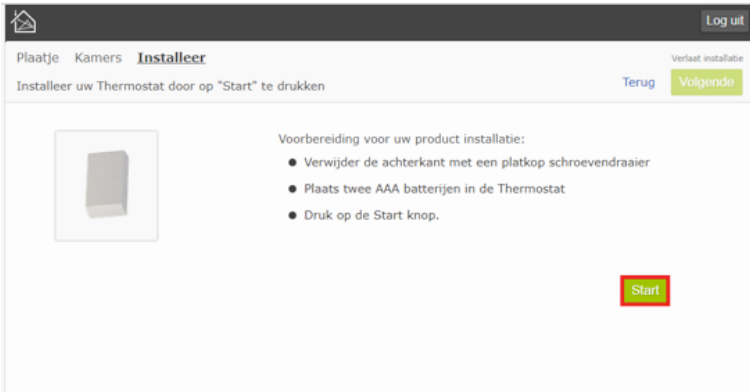 Log uit
Plaatje Kamers Installeer
Verlaat installatie
Installeer uw Thermostat door op "Start" te drukken
Terug
Volgende
Voorbereiding voor uw product installatie:
● Verwijder de achterkant met een platkop schroevendraaier
● Plaats twee AAA batterijen in de Thermostat
● Druk op de Start knop.
Start